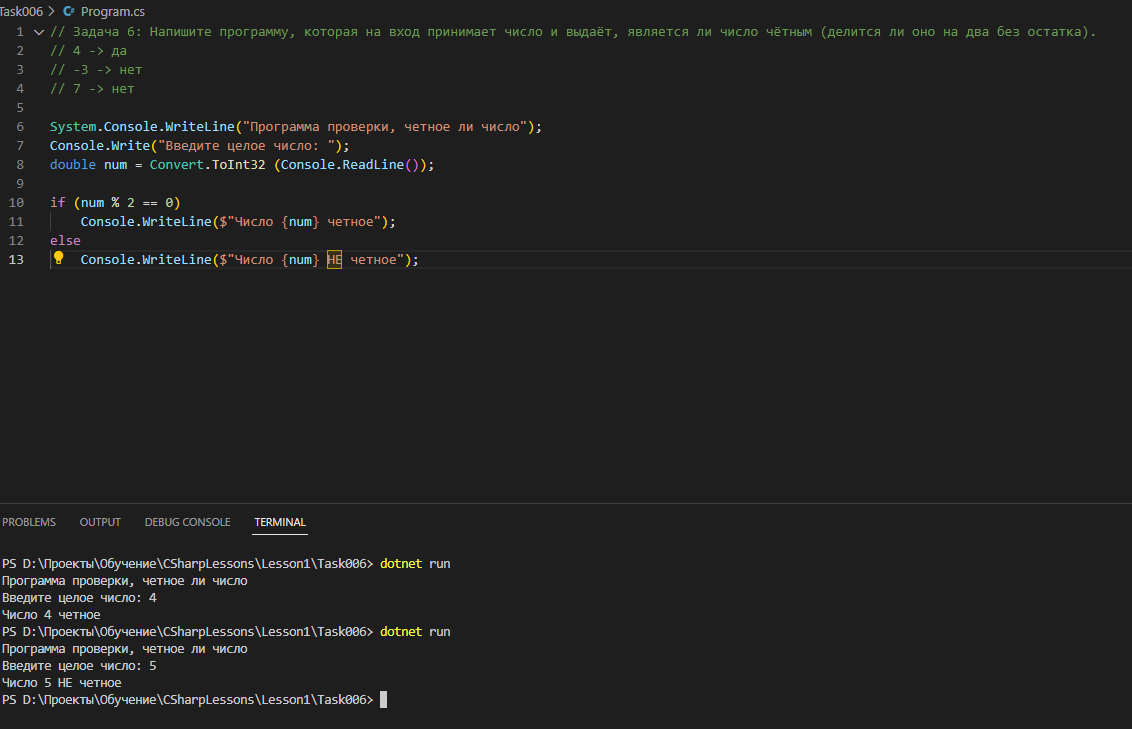 Task006 > C# Program.cs
1 // Задача 6: Напишите программу, которая на вход принимает число и выдаёт, является ли число чётным (делится ли оно на два без остатка).
2 // 4 -> да
3 // -3 -> нет
4 // 7 -> нет
5
6 System.Console.WriteLine("Программа проверки, четное ли число");
7 Console.Write("Введите целое число: ");
8 double num = Convert.ToInt32 (Console.ReadLine());
9
10 if (num % 2 == 0)
11     Console.WriteLine($"Число {num} четное");
12 else
13     Console.WriteLine($"Число {num} НЕ четное");
PROBLEMS OUTPUT DEBUG CONSOLE TERMINAL
PS D:\Проекты\Обучение\CSharpLessons\Lesson1\Task006> dotnet run
Программа проверки, четное ли число
Введите целое число: 4
Число 4 четное
PS D:\Проекты\Обучение\CSharpLessons\Lesson1\Task006> dotnet run
Программа проверки, четное ли число
Введите целое число: 5
Число 5 НЕ четное
PS D:\Проекты\Обучение\CSharpLessons\Lesson1\Task006>